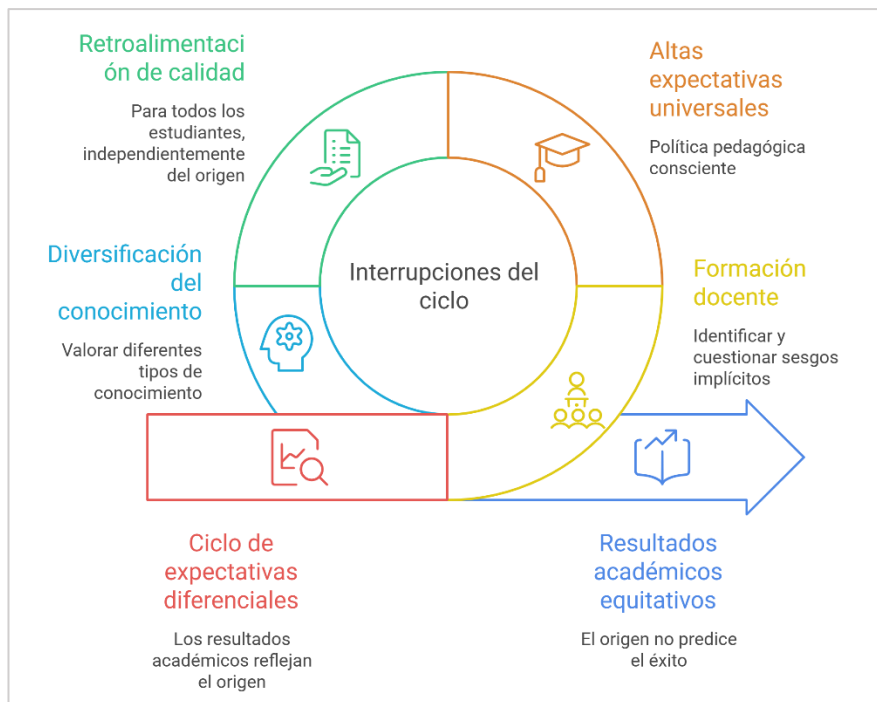 Retroalimentaci
ón de calidad
Para todos los
estudiantes,
independientemente
del origen
Altas
expectativas
universales
Política pedagógica
consciente
Diversificación
del
conocimiento
Valorar diferentes
tipos de
conocimiento
Interrupciones del
ciclo
Formación
docente
Identificar y
cuestionar sesgos
implícitos
Ciclo de
expectativas
diferenciales
Los resultados
académicos reflejan
el origen
Resultados
académicos
equitativos
El origen no predice
el éxito